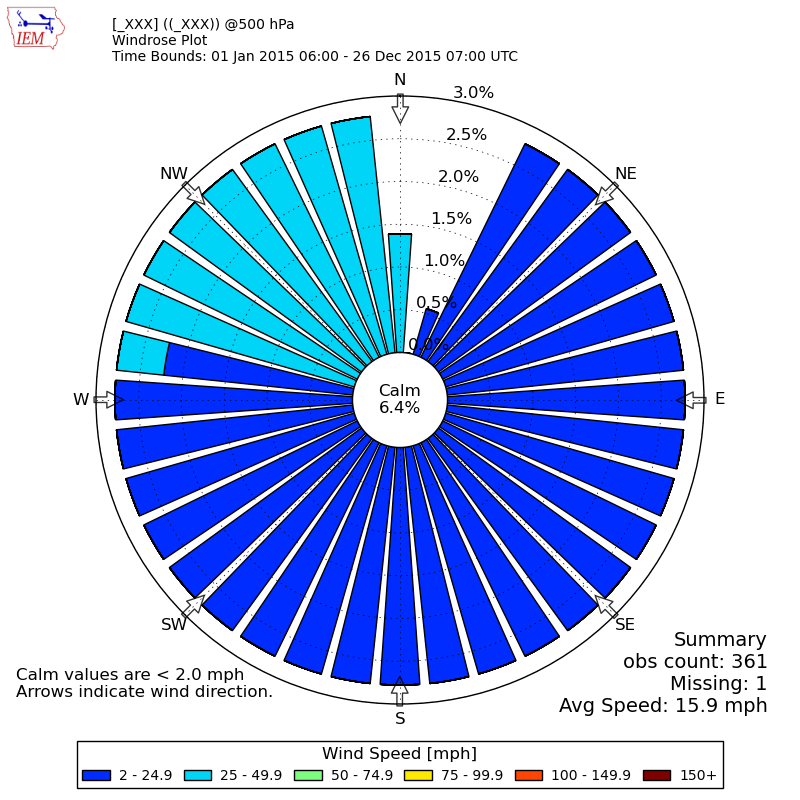 IEM
[_XXX] ((_XXX)) @500 hPa
Windrose Plot
Time Bounds: 01 Jan 2015 06:00 - 26 Dec 2015 07:00 UTC
N
3.0%
2.5%
NW
NE
2.0%
1.5%
1.0%
0.5%
0.0%
W
Calm
6.4%
E
SW
SE
Summary
obs count: 361
Missing: 1
Avg Speed: 15.9 mph
Calm values are < 2.0 mph
Arrows indicate wind direction.
S
Wind Speed [mph]
2 - 24.9 25 - 49.9 50 - 74.9 75 - 99.9 100 - 149.9 150+